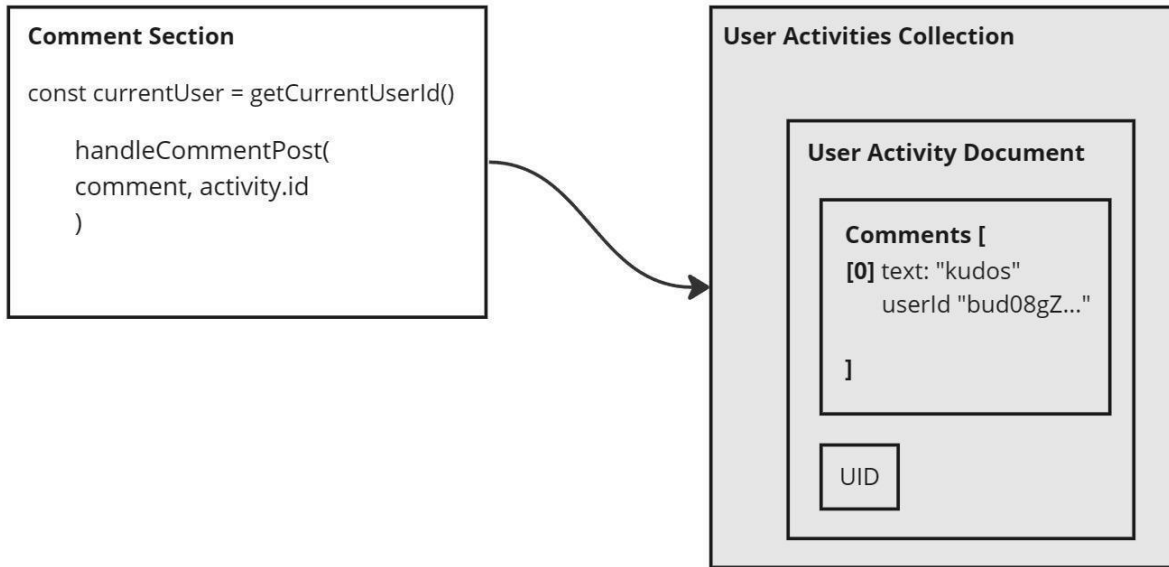 Comment Section
const currentUser = getCurrentUserId()
handleCommentPost(
comment, activity.id
)
User Activities Collection
User Activity Document
Comments [
[0] text: "kudos"
userId "bud08gZ..."
]
UID